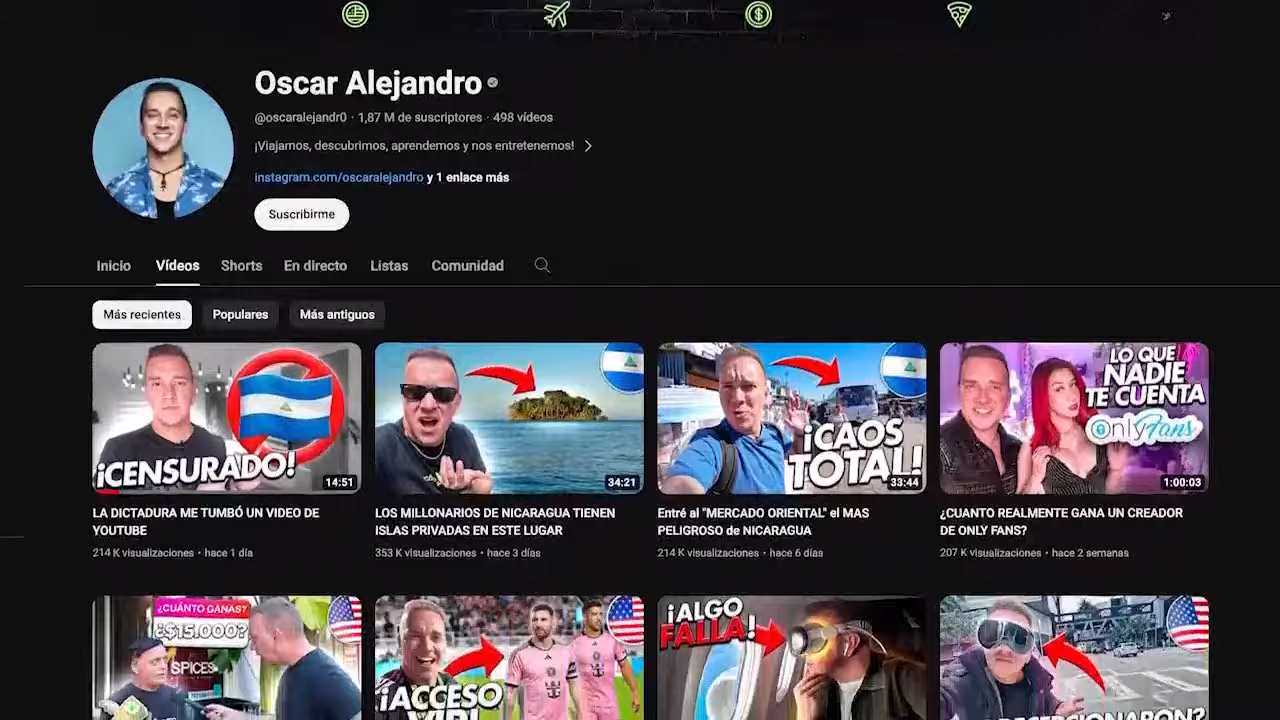 Oscar Alejandro
@oscaralejandr0 · 1,87 M de suscriptores · 498 vídeos
¡Viajamos, descubrimos, aprendemos y nos entretenemos!
instagram.com/oscaralejandro y 1 enlace más
Suscribirme
Inicio Vídeos Shorts En directo Listas Comunidad
Más recientes Populares Más antiguos
¡CENSURADO!
14:51
34:21
¡CAOS
TOTAL!
33:44
LO QUE
NADIE
TE CUENTA
OnlyFans
1:00:03
LA DICTADURA ME TUMBÓ UN VIDEO DE
YOUTUBE
214 K visualizaciones · hace 1 día
LOS MILLONARIOS DE NICARAGUA TIENEN
ISLAS PRIVADAS EN ESTE LUGAR
353 K visualizaciones · hace 3 días
Entré al "MERCADO ORIENTAL" el MAS
PELIGROSO de NICARAGUA
214 K visualizaciones · hace 6 días
¿CUANTO REALMENTE GANA UN CREADOR
DE ONLY FANS?
207 K visualizaciones · hace 2 semanas
¿CUÁNTO GANAS?
¿$15.000?
SPICES
¡ACCESO
VIP!
¡ALGO
FALLA!